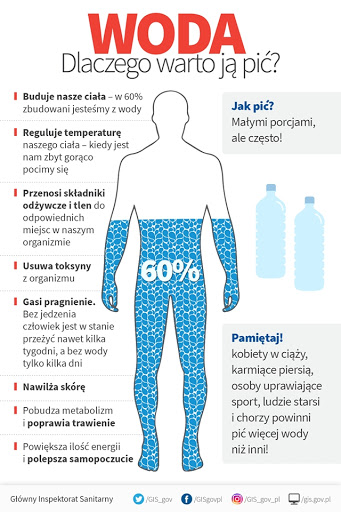 WODA
Dlaczego warto ją pić?
Buduje nasze ciała – w 60%
zbudowani jesteśmy z wody
Reguluje temperaturę
naszego ciała – kiedy jest
nam zbyt gorąco
pocimy się
Przenosi składniki
odżywcze i tlen do
odpowiednich
miejsc w naszym
organizmie
Usuwa toksyny
z organizmu
Gasi pragnienie.
Bez jedzenia
człowiek jest w stanie
przeżyć nawet kilka
tygodni, a bez wody
tylko kilka dni
Nawilża skórę
Pobudza metabolizm
i poprawia trawienie
Powiększa ilość energii
i polepsza samopoczucie
60%
Jak pić?
Małymi porcjami,
ale często!
Pamiętaj!
kobiety w ciąży,
karmiące piersią,
osoby uprawiające
sport, ludzie starsi
i chorzy powinni
pić więcej wody
niż inni!
Główny Inspektorat Sanitarny
/GIS_gov
/GISgovpl
/gis_gov_pl
/gis.gov.pl